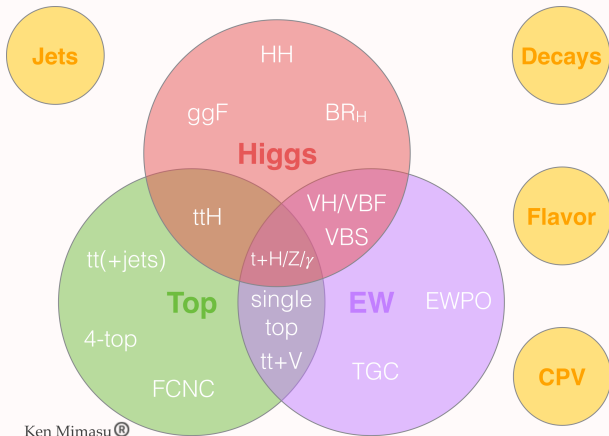 Jets
HH
Decays
ggF
BRH
Higgs
ttH
VH/VBF
VBS
Flavor
tt(+jets)
t+H/Z/γ
Top
single
top
EW
EWPO
4-top
tt+V
TGC
FCNC
CPV
Ken Mimasu®